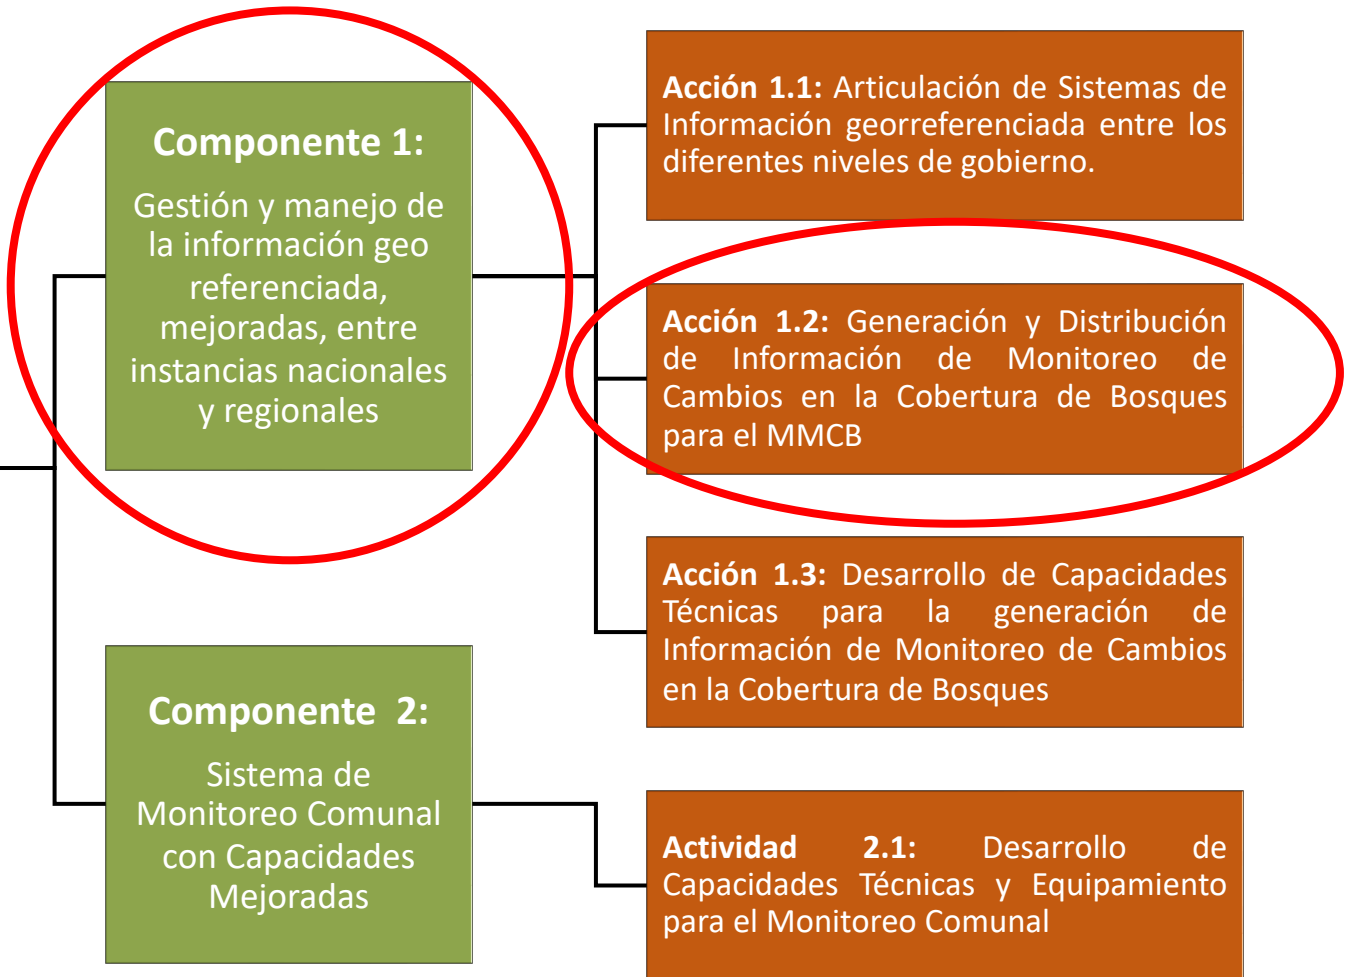 Componente 1:
Gestión y manejo de
la información geo
referenciada,
mejoradas, entre
instancias nacionales
y regionales
Acción 1.1: Articulación de Sistemas de
Información georreferenciada entre los
diferentes niveles de gobierno.
Acción 1.2: Generación y Distribución
de Información de Monitoreo de
Cambios en la Cobertura de Bosques
para el MMCB
Acción 1.3: Desarrollo de Capacidades
Técnicas para la generación de
Información de Monitoreo de Cambios
en la Cobertura de Bosques
Componente 2:
Sistema de
Monitoreo Comunal
con Capacidades
Mejoradas
Actividad 2.1: Desarrollo de
Capacidades Técnicas y Equipamiento
para el Monitoreo Comunal